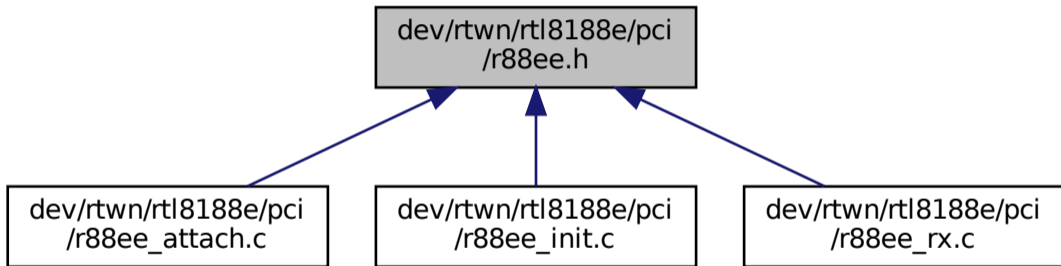 dev/rtwn/rtl8188e/pci
/r88ee.h
dev/rtwn/rtl8188e/pci
/r88ee_attach.c
dev/rtwn/rtl8188e/pci
/r88ee_init.c
dev/rtwn/rtl8188e/pci
/r88ee_rx.c